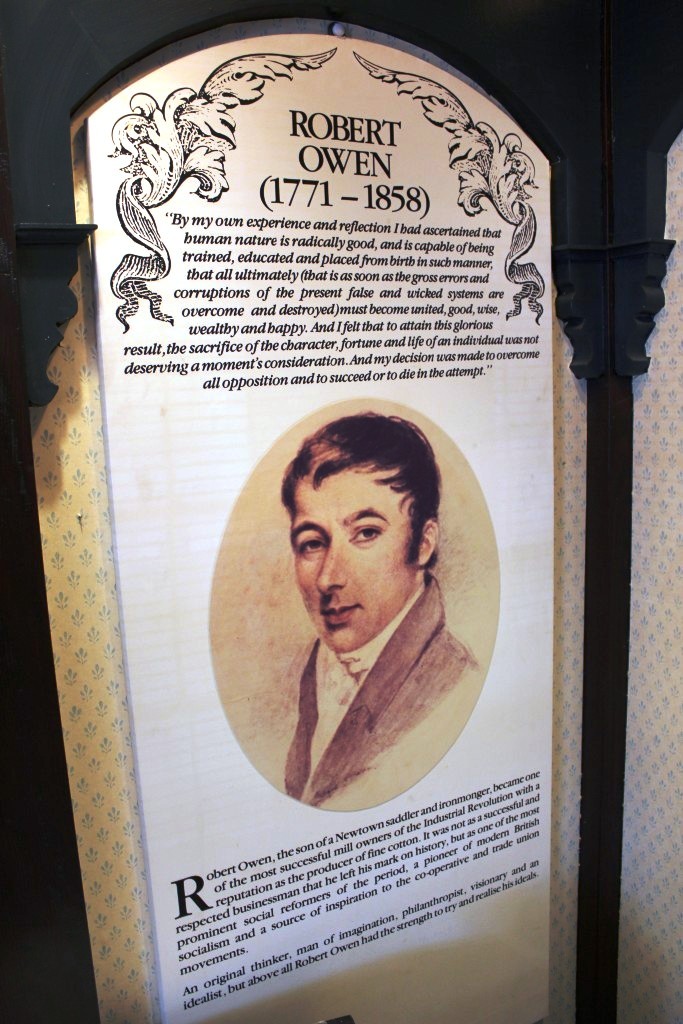 ROBERT
OWEN
(1771 – 1858)
"By my own experience and reflection I had ascertained that
human nature is radically good, and is capable of being
trained, educated and placed from birth in such manner,
that all ultimately (that is as soon as the gross errors and
corruptions of the present false and wicked systems are
overcome and destroyed) must become united, good, wise,
wealthy and happy. And I felt that to attain this glorious
result, the sacrifice of the character, fortune and life of an individual was not
deserving a moment's consideration. And my decision was made to overcome
all opposition and to succeed or to die in the attempt."
Robert Owen, the son of a Newtown saddler and ironmonger, became one
of the most successful mill owners of the Industrial Revolution with a
reputation as the producer of fine cotton. It was not as a successful and
respected businessman that he left his mark on history, but as one of the most
prominent social reformers of the period, a pioneer of modern British
socialism and a source of inspiration to the co-operative and trade union
movements.
An original thinker, man of imagination, philanthropist, visionary and an
idealist, but above all Robert Owen had the strength to try and realise his ideals.